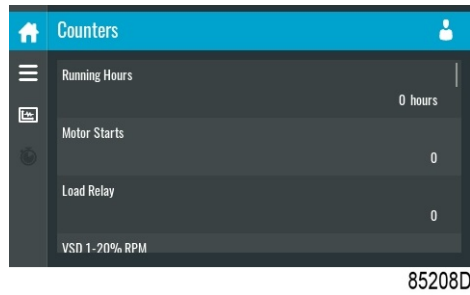 Counters
Running Hours
0 hours
Motor Starts
0
Load Relay
0
VSD 1-20% RPM
85208D